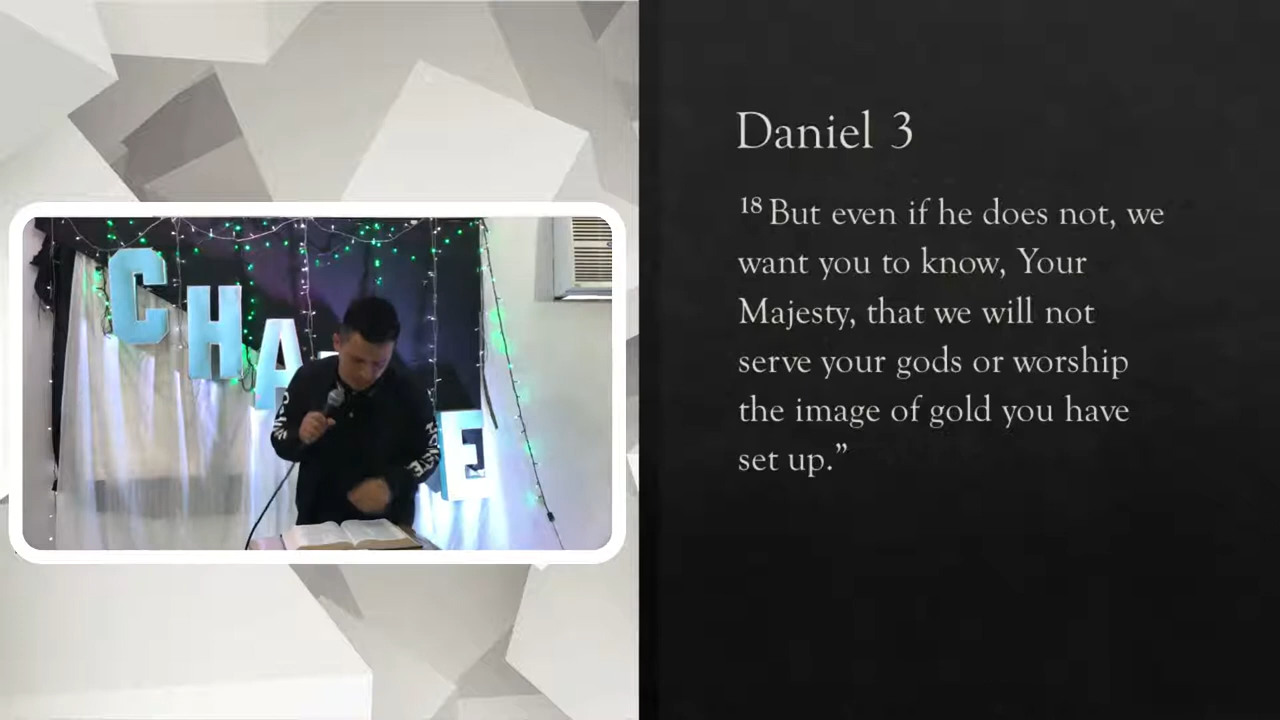 CHA
E
Daniel 3
18 But even if he does not, we
want you to know, Your
Majesty, that we will not
serve your gods or worship
the image of gold you have
set up.”